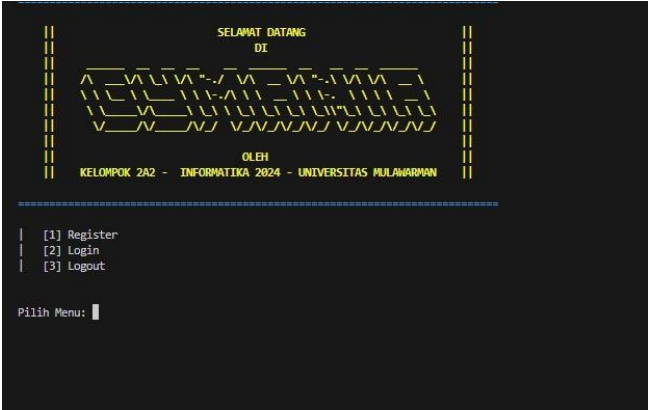 SELAMAT DATANG
DI
OLEH
KELOMPOK 2A2 - INFORMATIKA 2024 - UNIVERSITAS MULAWARMAN
| [1] Register
| [2] Login
| [3] Logout
Pilih Menu: